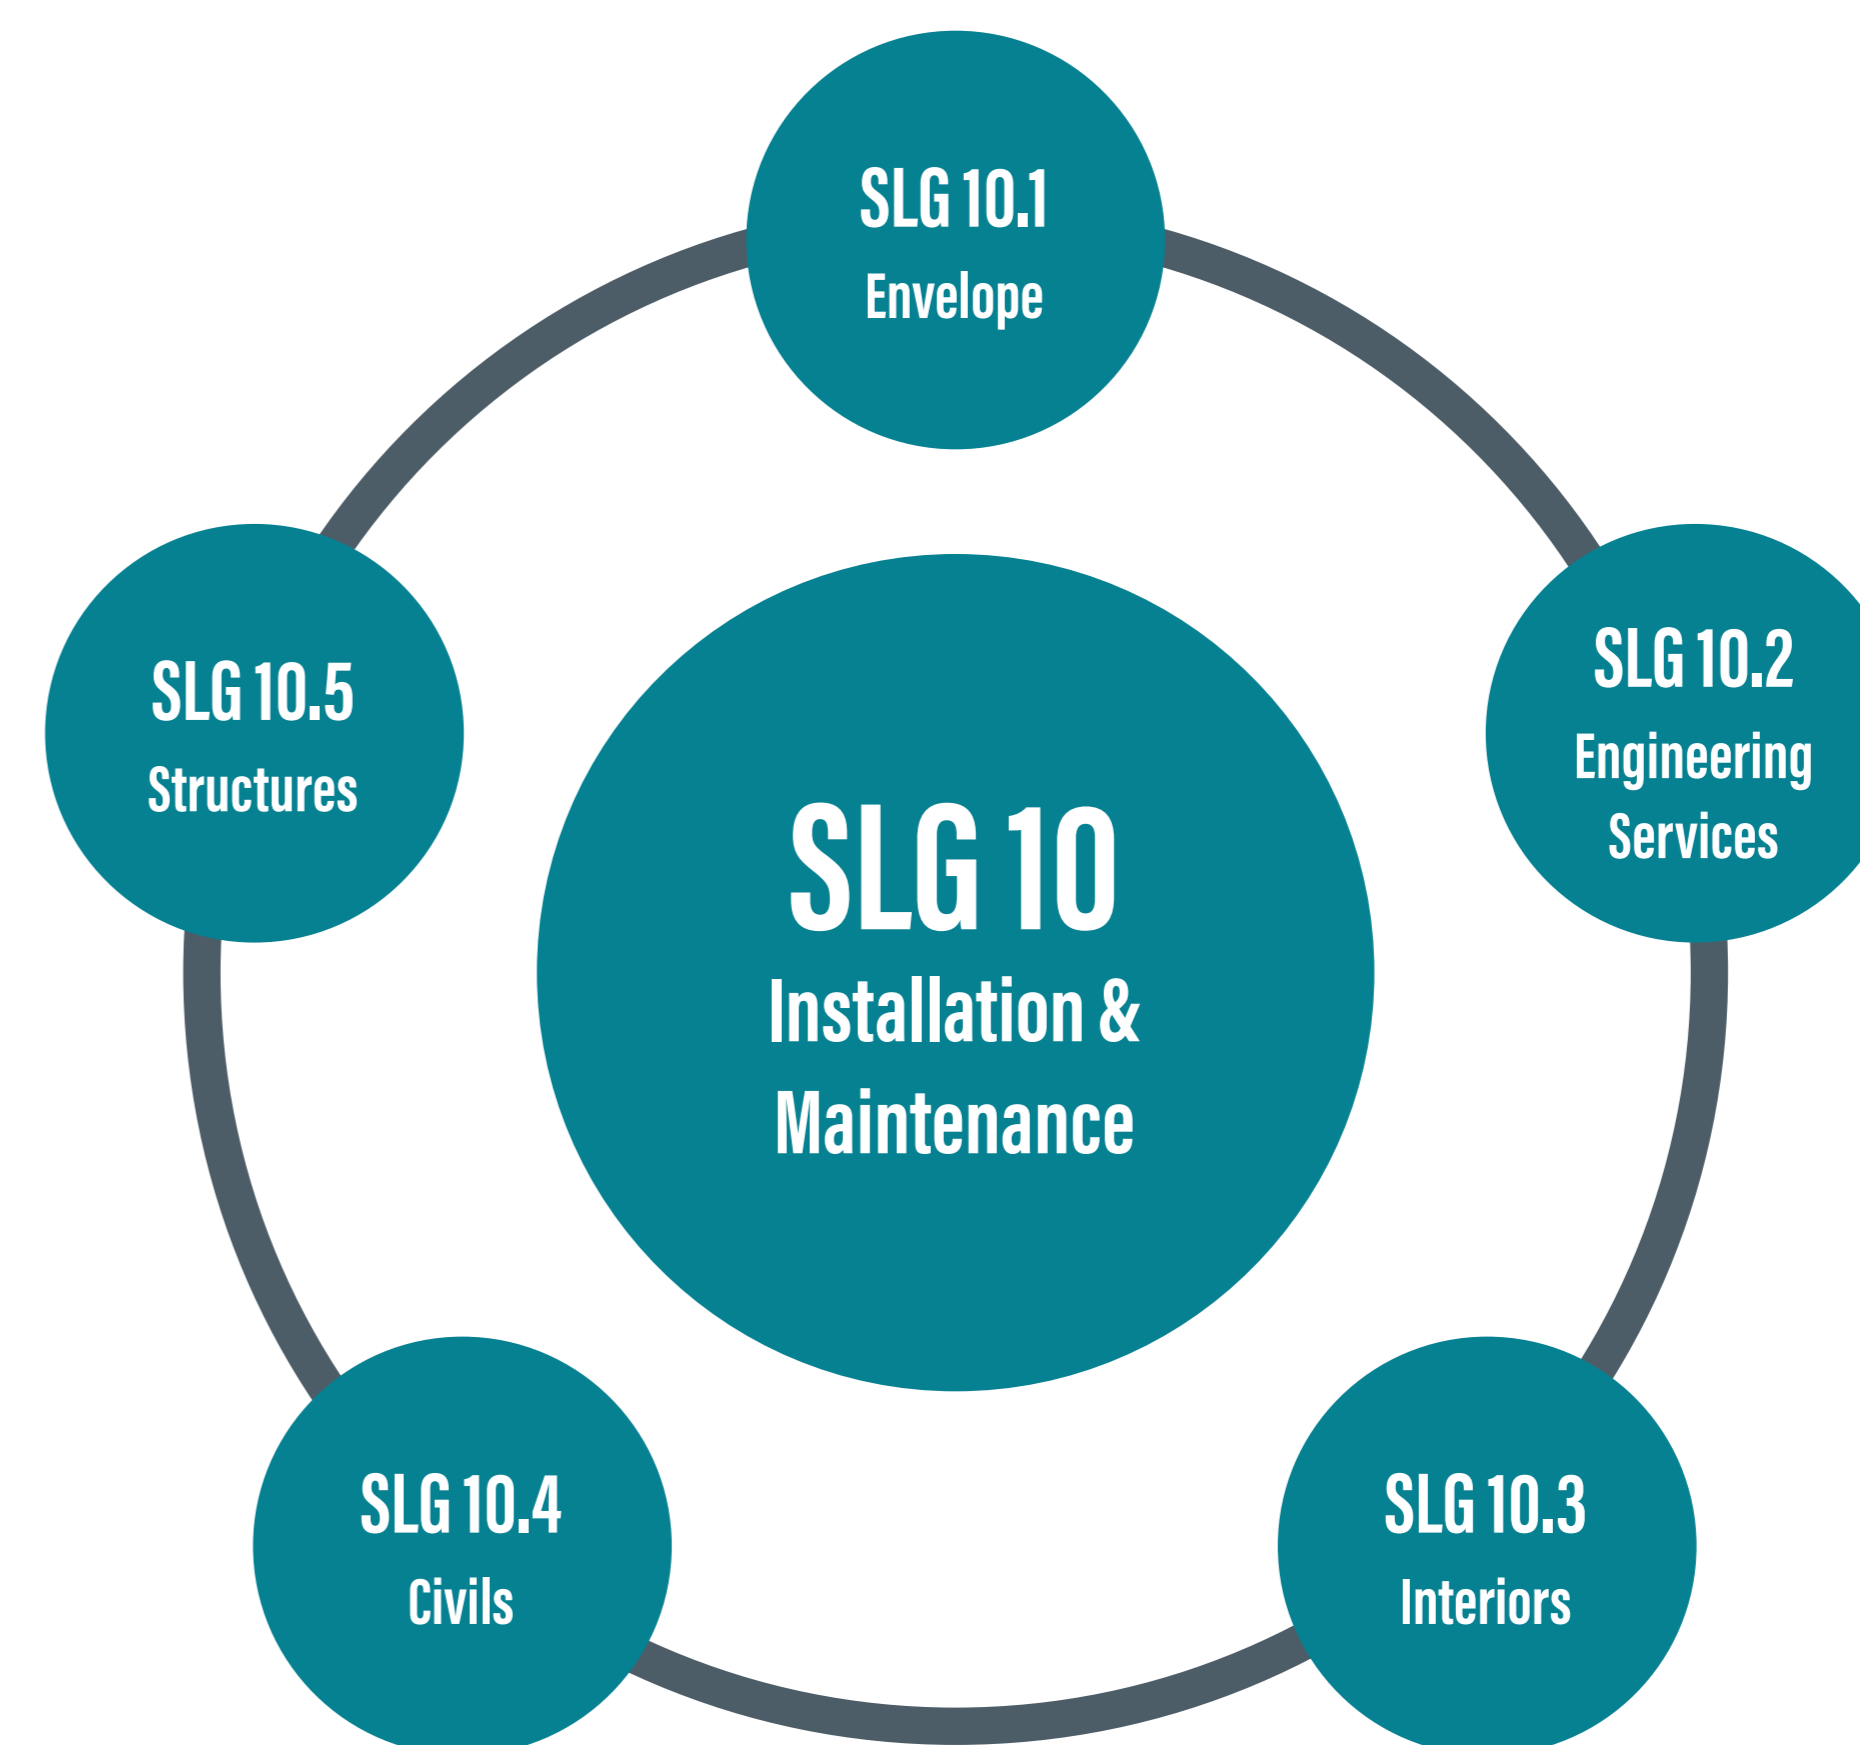 SLG 10.1
Envelope
SLG 10.2
Engineering
Services
SLG 10.3
Interiors
SLG 10.4
Civils
SLG 10.5
Structures
SLG 10
Installation &
Maintenance